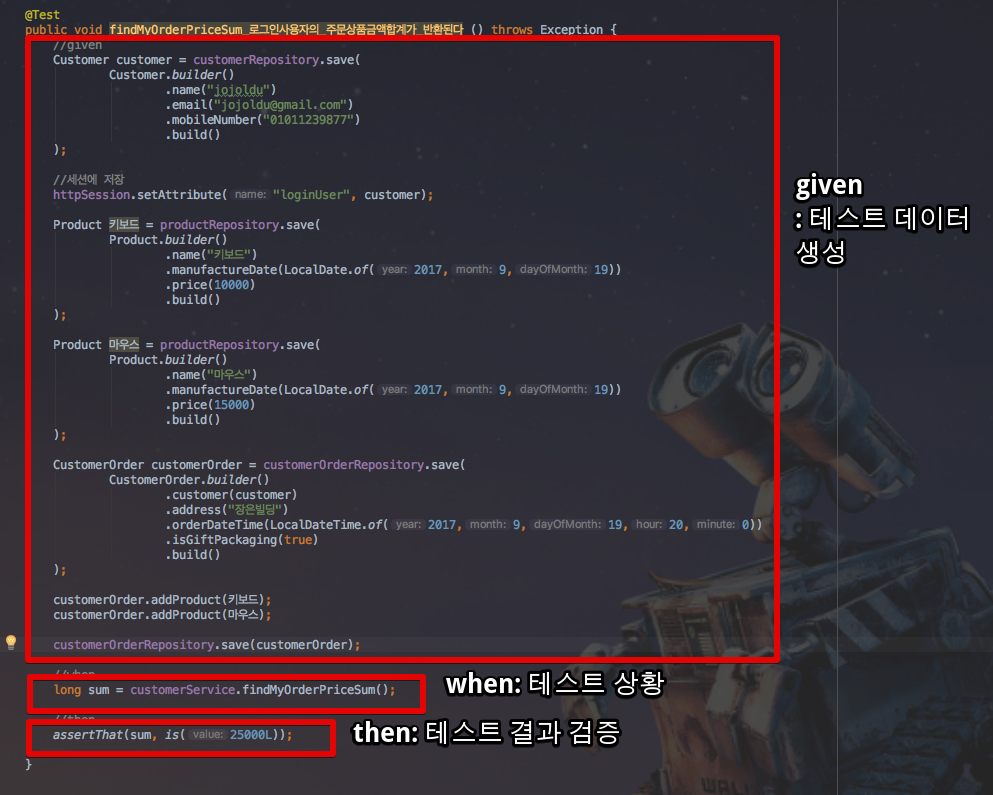 @Test
public void findMyOrderPriceSum_로그인사용자의_주문상품금액합계가_반환된다 () throws Exception {
//given
Customer customer = customerRepository.save(
Customer.builder()
.name("jojoldu")
.email("jojoldu@gmail.com")
.mobileNumber("01011239877")
.build()
);
//세션에 저장
httpSession.setAttribute( name: "loginUser", customer);
given
: 테스트 데이터
생성
Product 키보드 = productRepository.save(
Product.builder()
.name("키보드")
.manufactureDate(LocalDate.of( year: 2017, month: 9, dayOfMonth: 19))
.price(10000)
.build()
);
Product 마우스 = productRepository.save(
Product.builder()
.name("마우스")
.manufactureDate(LocalDate.of( year: 2017, month: 9, dayOfMonth: 19))
.price(15000)
.build()
);
CustomerOrder customerOrder = customerOrderRepository.save(
CustomerOrder.builder()
.customer(customer)
.address("장은빌딩")
.orderDateTime(LocalDateTime.of( year: 2017, month: 9, dayOfMonth: 19, hour: 20, minute: 0))
.isGiftPackaging(true)
.build()
);
customerOrder.addProduct(키보드);
customerOrder.addProduct(마우스);
customerOrderRepository.save(customerOrder);
//when
long sum = customerService.findMyOrderPriceSum();
when: 테스트 상황
//then
assertThat(sum, is( value: 25000L));
then: 테스트 결과 검증
}
WALL